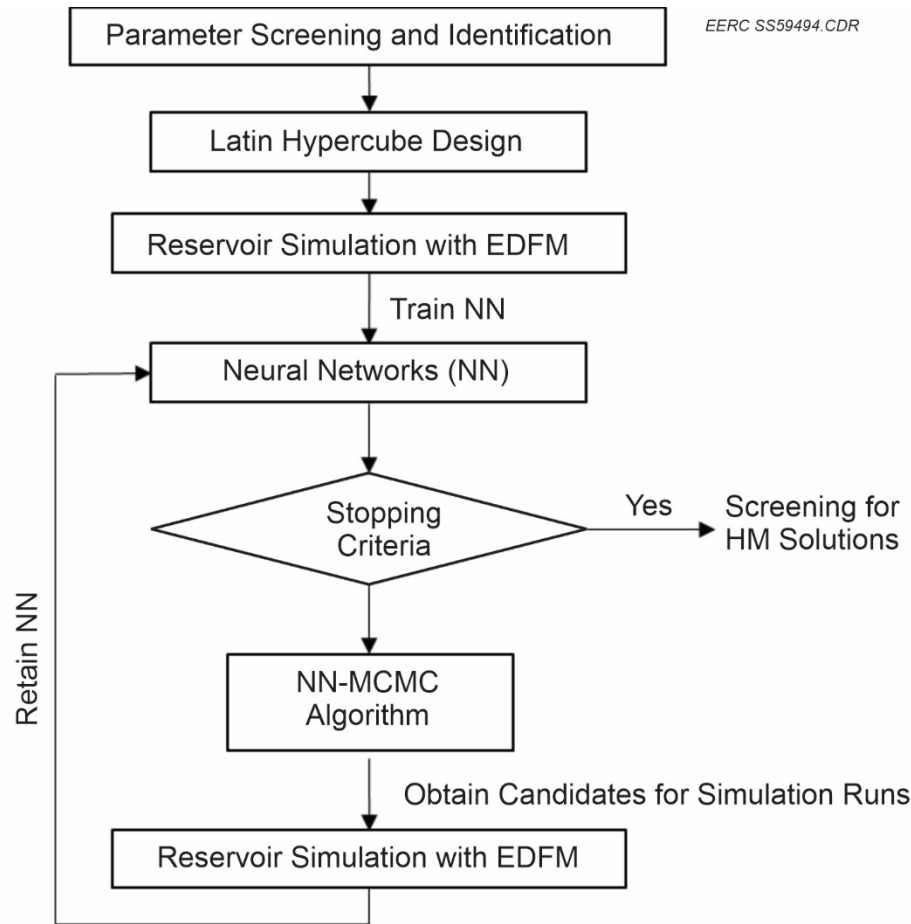 Parameter Screening and Identification
EERC SS59494.CDR
Latin Hypercube Design
Reservoir Simulation with EDFM
Train NN
Neural Networks (NN)
Stopping
Criteria
Yes
Screening for
HM Solutions
Retain NN
NN-MCMC
Algorithm
Obtain Candidates for Simulation Runs
Reservoir Simulation with EDFM